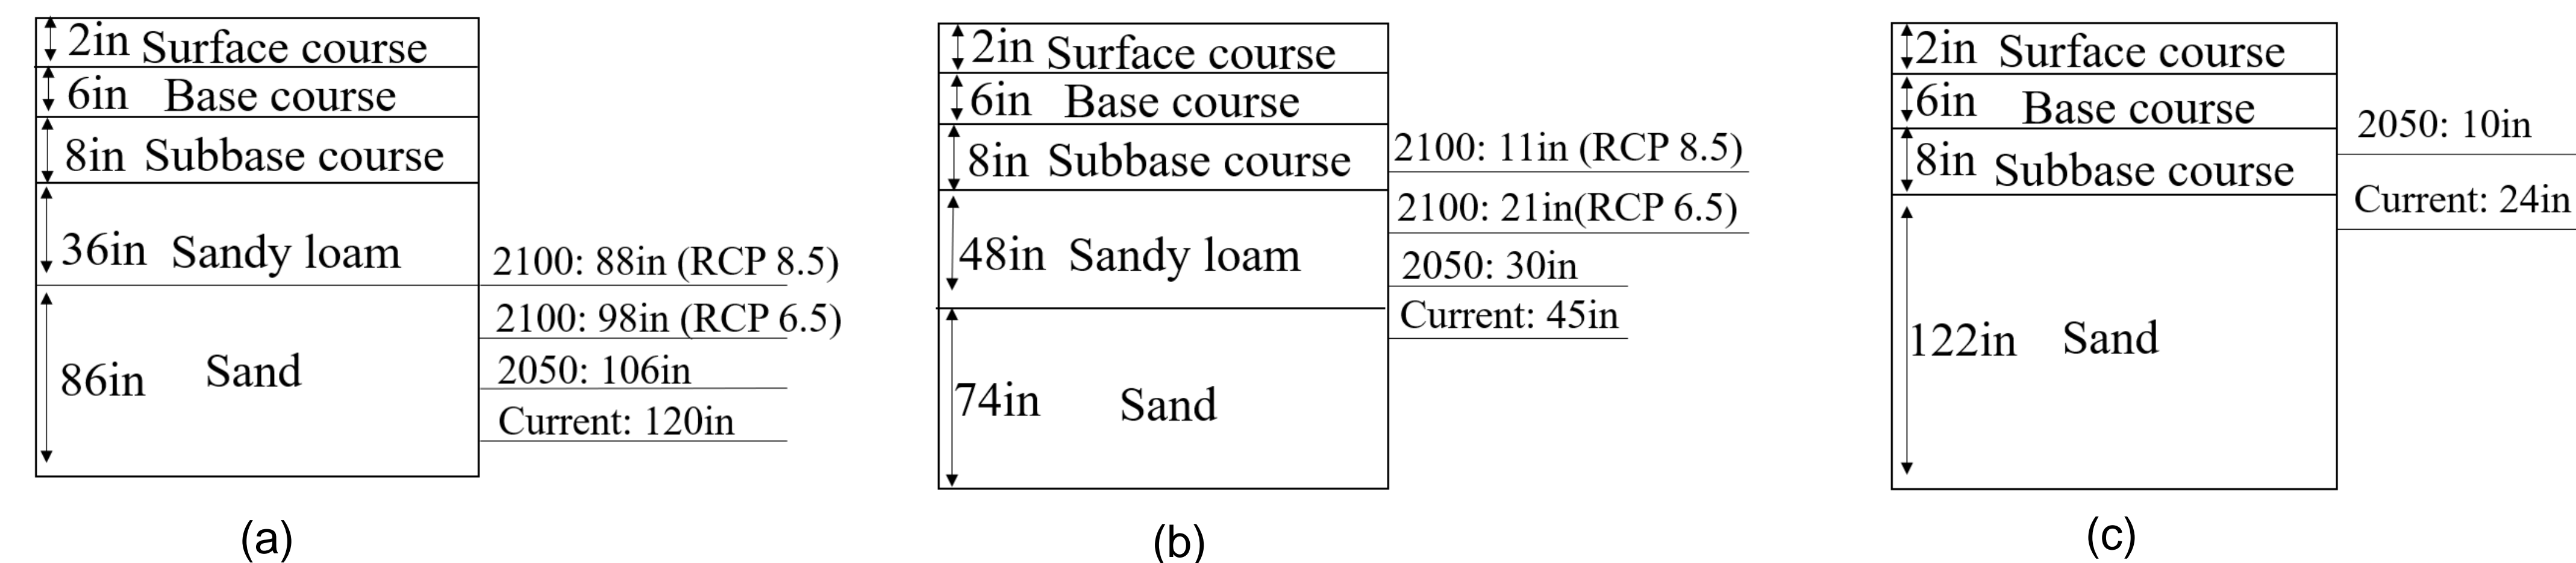 2in Surface course
6in Base course
8in Subbase course
36in Sandy loam
86in Sand
2100: 88in (RCP 8.5)
2100: 98in (RCP 6.5)
2050: 106in
Current: 120in
(a)
2in Surface course
6in Base course
8in Subbase course
48in Sandy loam
74in Sand
2100: 11in (RCP 8.5)
2100: 21in(RCP 6.5)
2050: 30in
Current: 45in
(b)
2in Surface course
6in Base course
8in Subbase course
122in Sand
2050: 10in
Current: 24in
(c)